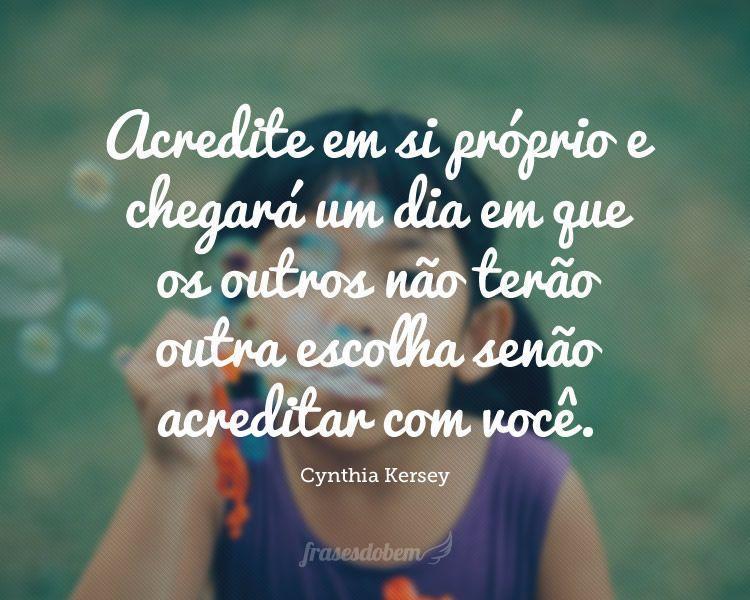 Acredite em si próprio e
chegará um dia em que
os outros não terão
outra escolha senão
acreditar com você.
Cynthia Kersey
frasesdobem